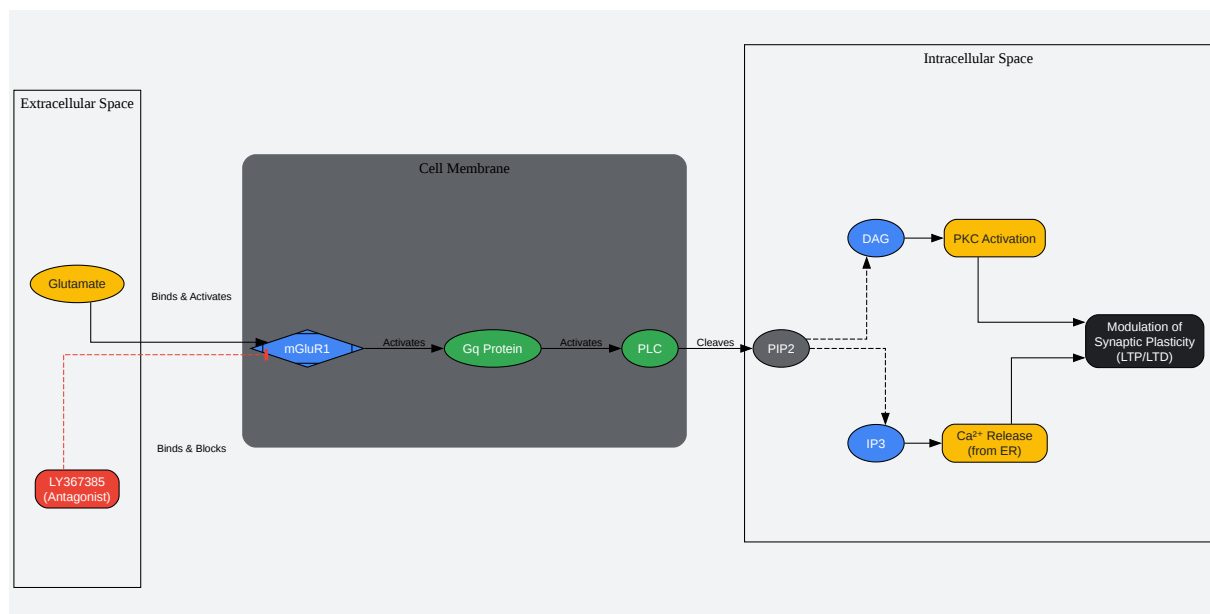 Intracellular Space
Extracellular Space
Cell Membrane
DAG
PKC Activation
Glutamate
Binds & Activates
mGluR1
Activates
Gq Protein
Activates
PLC
Cleaves
PIP2
Modulation of
Synaptic Plasticity
(LTP/LTD)
Binds & Blocks
IP3
Ca²⁺ Release
(from ER)
LY367385
(Antagonist)